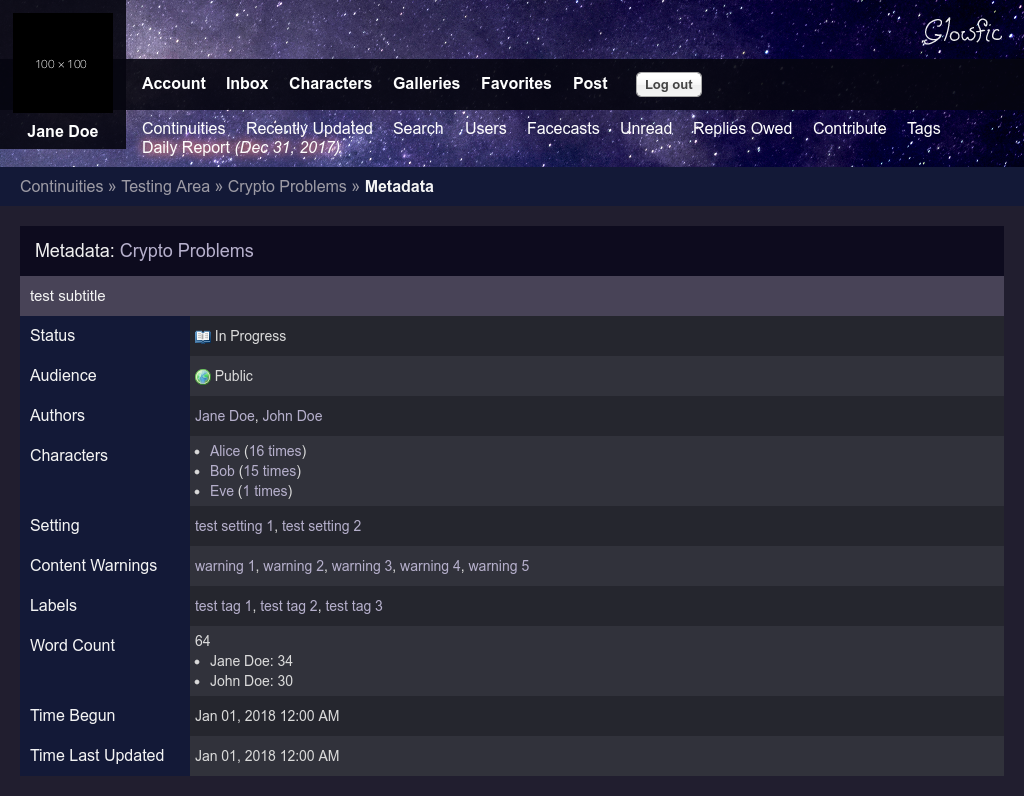 Glowfic
100 × 100
Account Inbox Characters Galleries Favorites Post Log out
Jane Doe
Continuities Recently Updated Search Users Facecasts Unread Replies Owed Contribute Tags
Daily Report (Dec 31, 2017)
Continuities » Testing Area » Crypto Problems » Metadata
Metadata: Crypto Problems
test subtitle
Status In Progress
Audience Public
Authors Jane Doe, John Doe
Characters
• Alice (16 times)
• Bob (15 times)
• Eve (1 times)
Setting test setting 1, test setting 2
Content Warnings warning 1, warning 2, warning 3, warning 4, warning 5
Labels test tag 1, test tag 2, test tag 3
Word Count 64
• Jane Doe: 34
• John Doe: 30
Time Begun Jan 01, 2018 12:00 AM
Time Last Updated Jan 01, 2018 12:00 AM